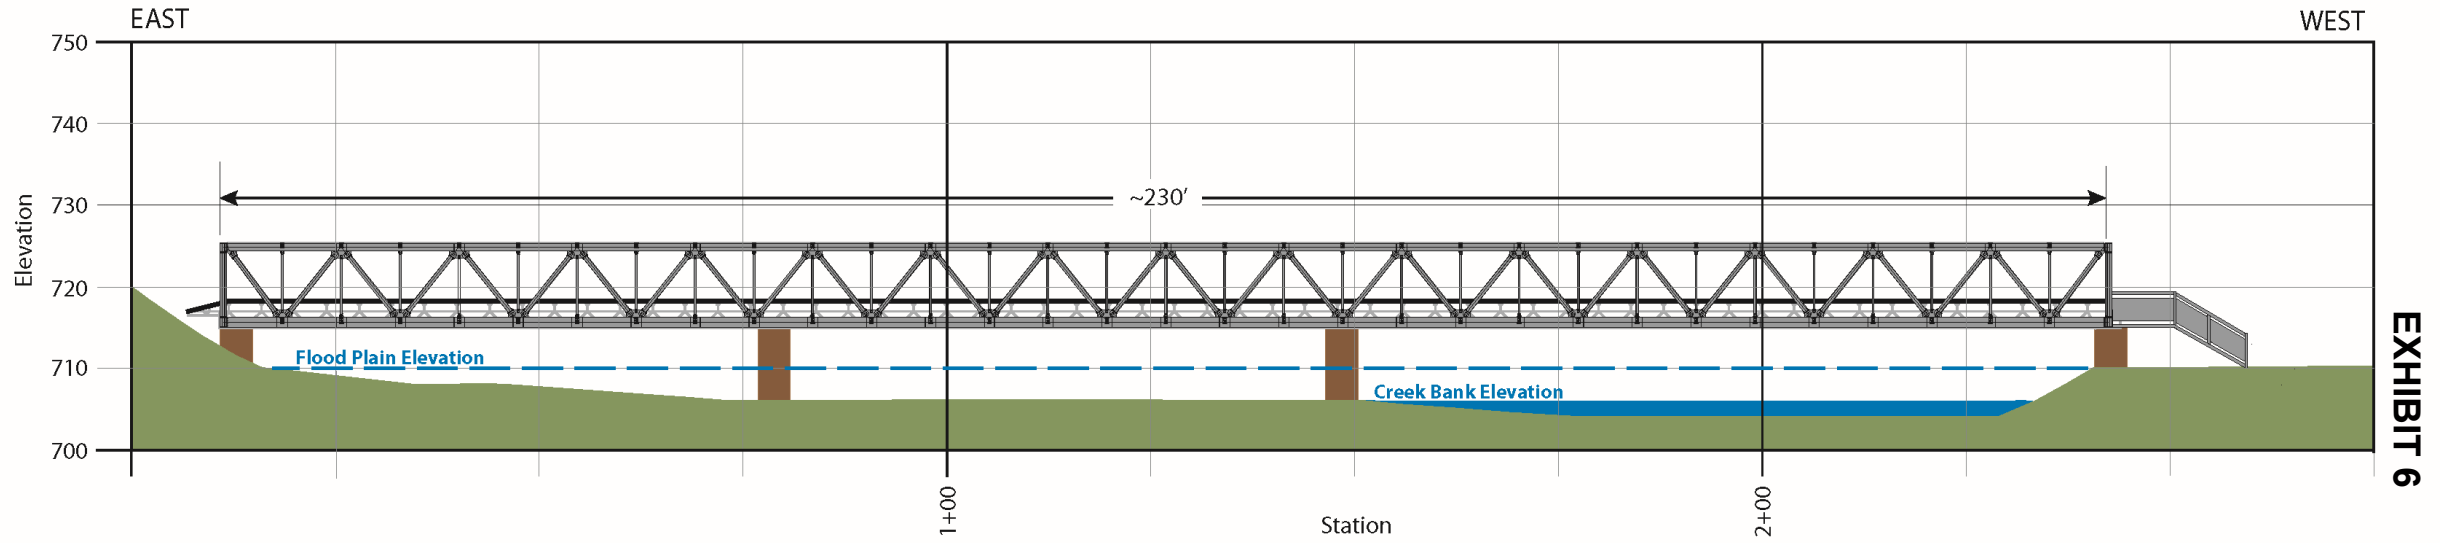 EAST
WEST
750
740
730
720
710
700
Elevation
~230′
Flood Plain Elevation
Creek Bank Elevation
1+00
2+00
Station
EXHIBIT 6